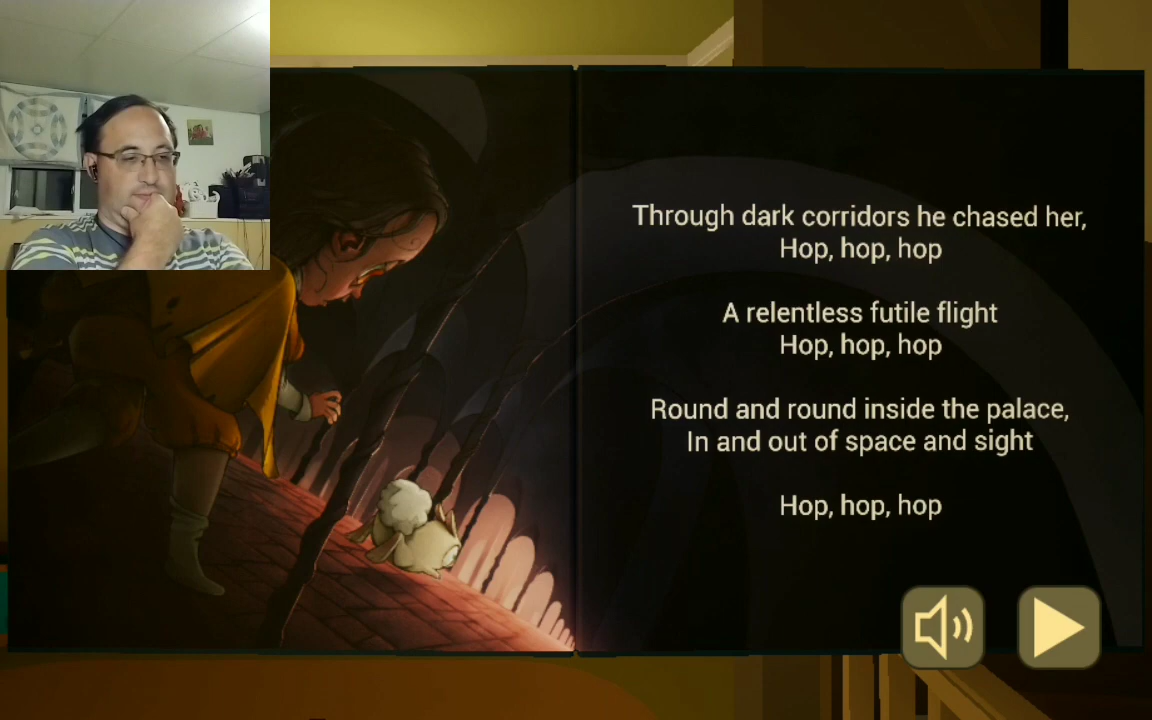 Through dark corridors he chased her,
Hop, hop, hop
A relentless futile flight
Hop, hop, hop
Round and round inside the palace,
In and out of space and sight
Hop, hop, hop